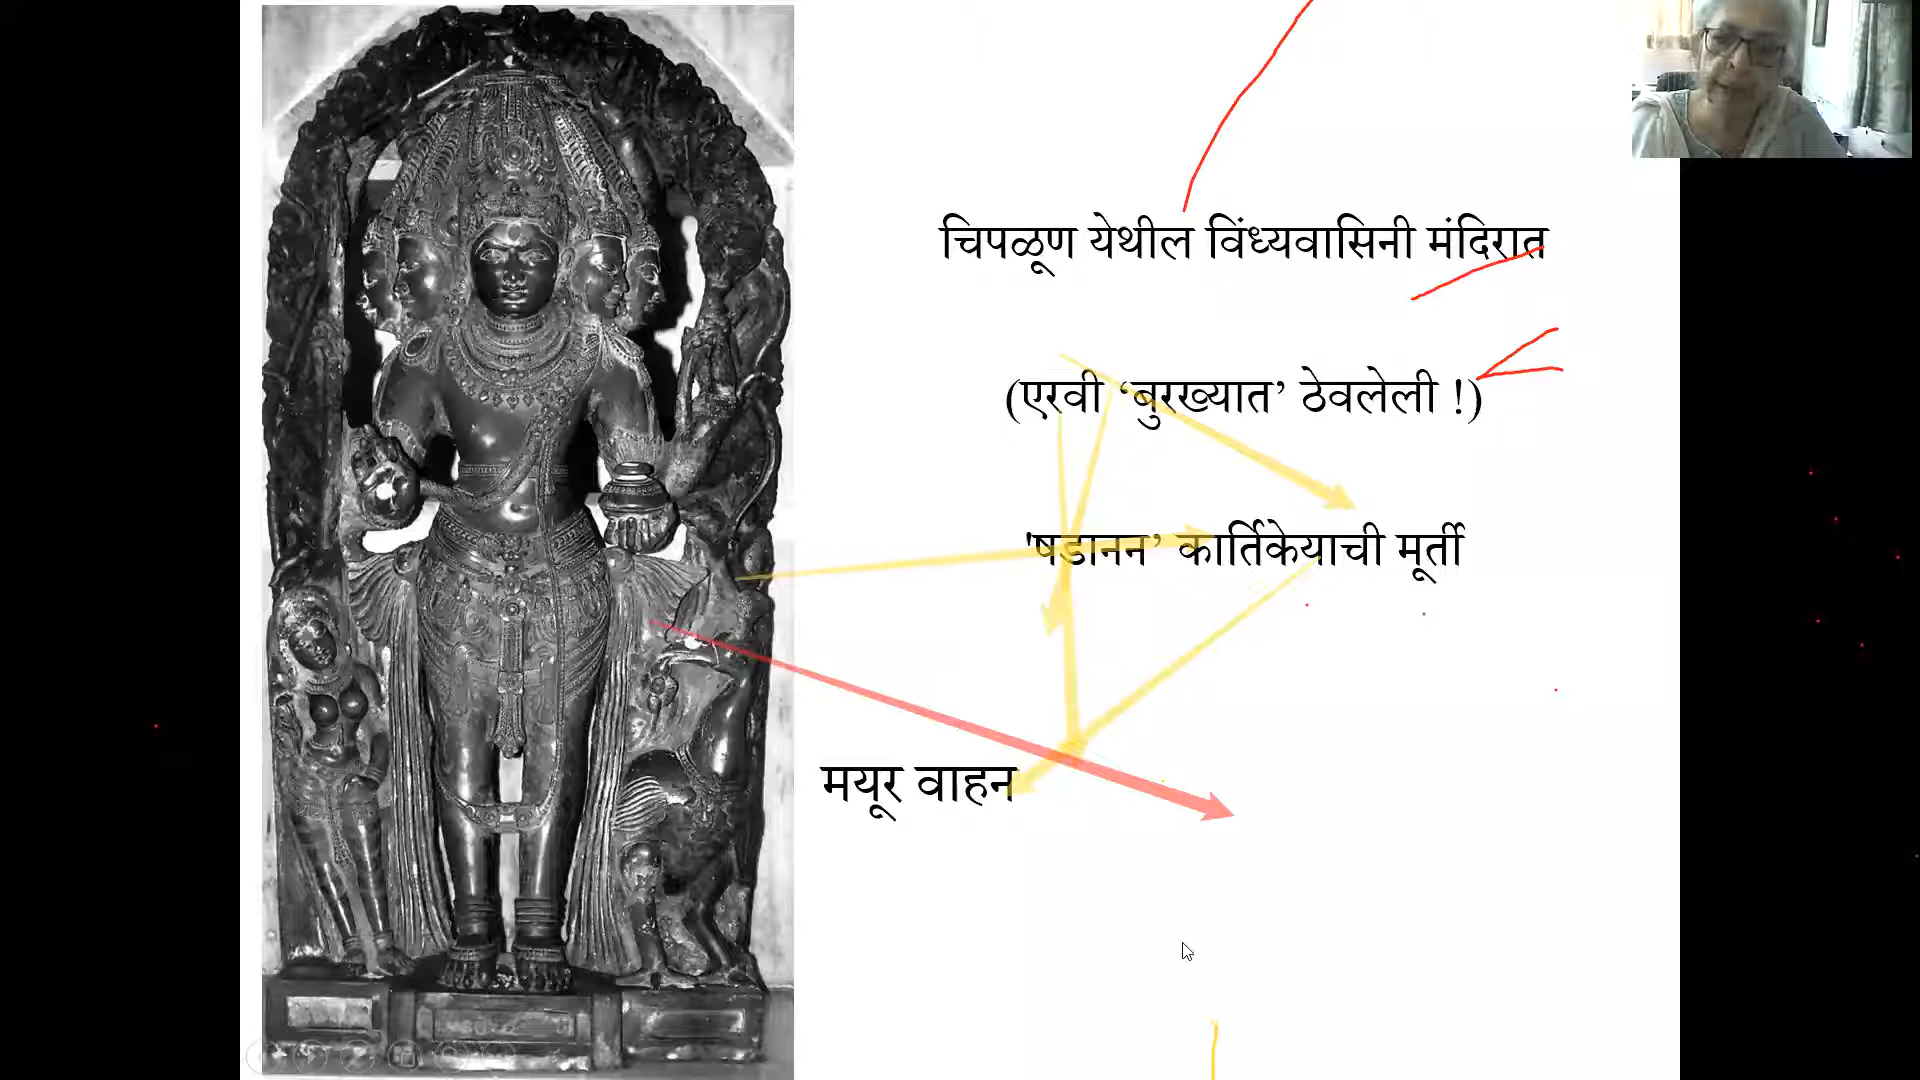 चिपळूण येथील विंध्यवासिनी मंदिरात
(एरवी ‘बुरख्यात’ ठेवलेली !)
'षडानन’ कार्तिकेयाची मूर्ती
मयूर वाहन